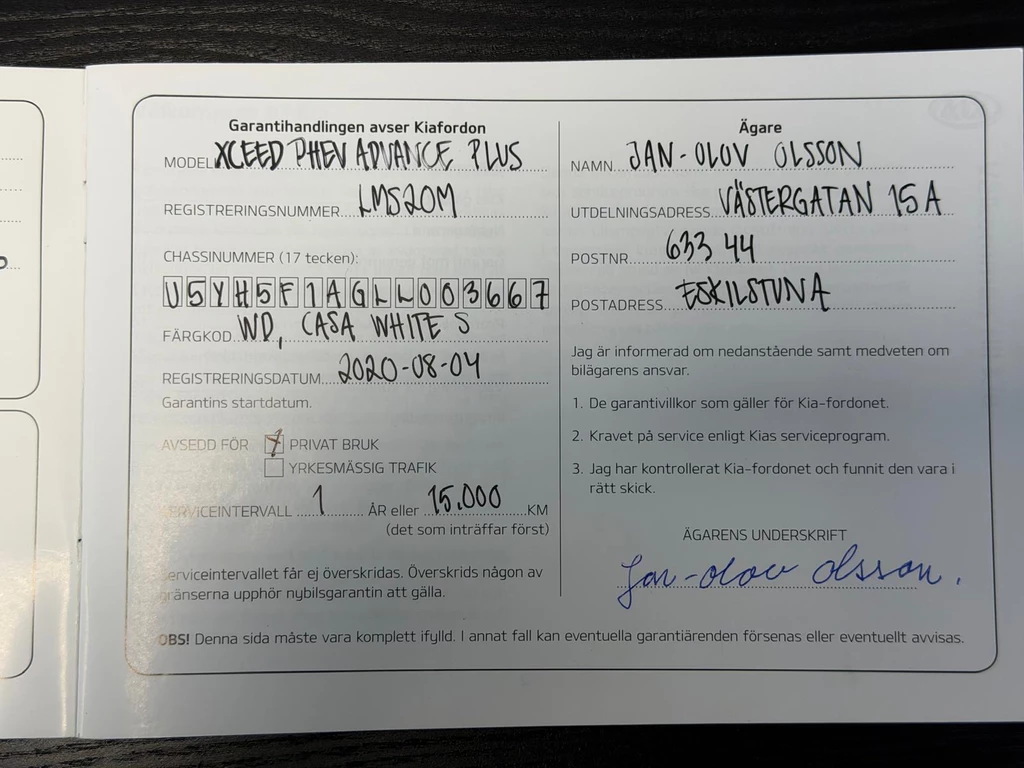 Garantihandlingen avser Kiafordon
MODELL XCEED PHEV ADVANCE PLUS
REGISTRERINGSNUMMER LMS20M
CHASSINUMMER (17 tecken):
U5YH5F1AGLL003667
FÄRGKOD WD, CASA WHITE S
REGISTRERINGSDATUM 2020-08-04
Garantins startdatum.
AVSEDD FÖR X PRIVAT BRUK
YRKESMÄSSIG TRAFIK
SERVICEINTERVALL 1 ÅR eller 15.000 KM
(det som inträffar först)
Serviceintervallet får ej överskridas. Överskrids någon av
gränserna upphör nybilsgarantin att gälla.
Ägare
NAMN JAN-OLOV OLSSON
UTDELNINGSADRESS VÄSTERGATAN 15A
POSTNR 633 44
POSTADRESS ESKILSTUNA
Jag är informerad om nedanstående samt medveten om
bilägarens ansvar.
1. De garantivillkor som gäller för Kia-fordonet.
2. Kravet på service enligt Kias serviceprogram.
3. Jag har kontrollerat Kia-fordonet och funnit den vara i
rätt skick.
ÄGARENS UNDERSKRIFT
Jan-Olov Olsson.
OBS! Denna sida måste vara komplett ifylld. I annat fall kan eventuella garantiärenden försenas eller eventuellt avvisas.